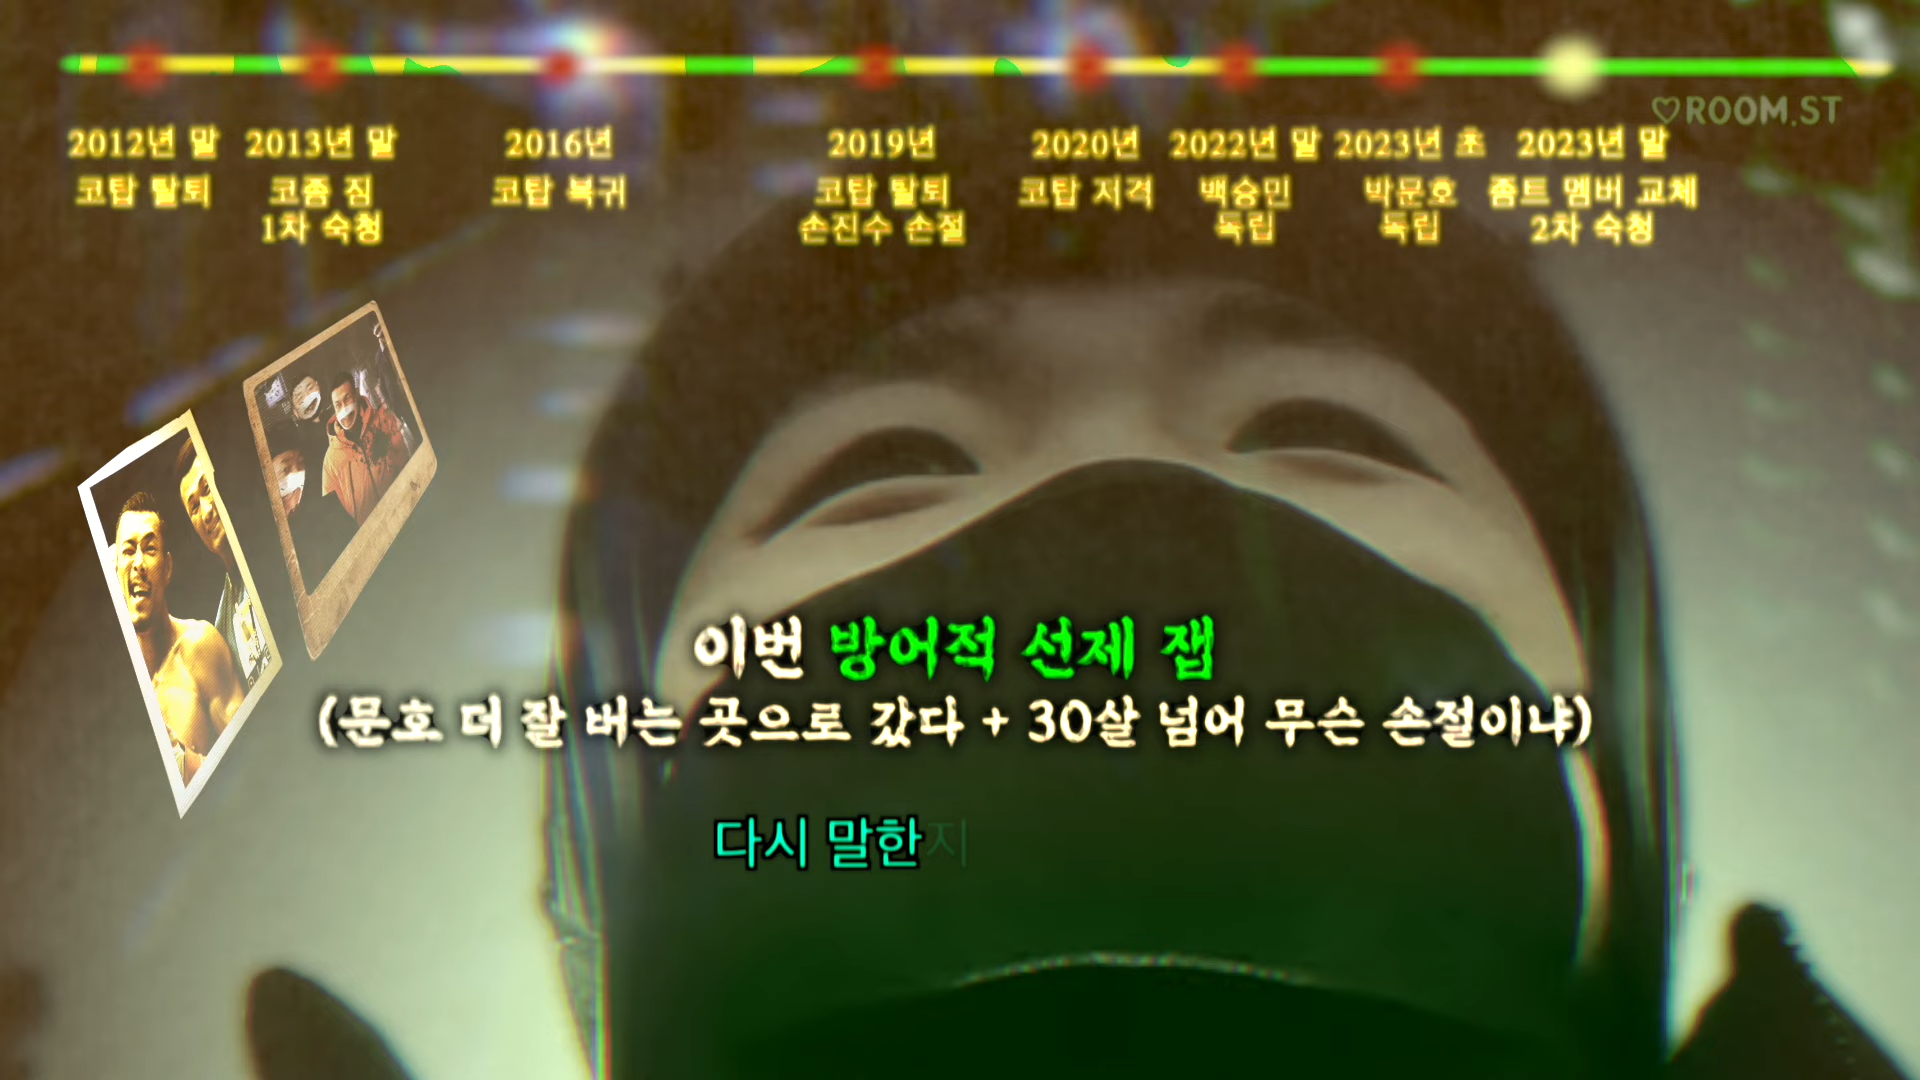 ♡ROOM.ST
2012년 말
코탑 탈퇴
2013년 말
코좀 짐
1차 숙청
2016년
코탑 복귀
2019년
코탑 탈퇴
손진수 손절
2020년
코탑 저격
2022년 말
백승민
독립
2023년 초
박문호
독립
2023년 말
좀트 멤버 교체
2차 숙청
이번 방어적 선제 잽
(문호 더 잘 버는 곳으로 갔다 + 30살 넘어 무슨 손절이냐)
다시 말한지